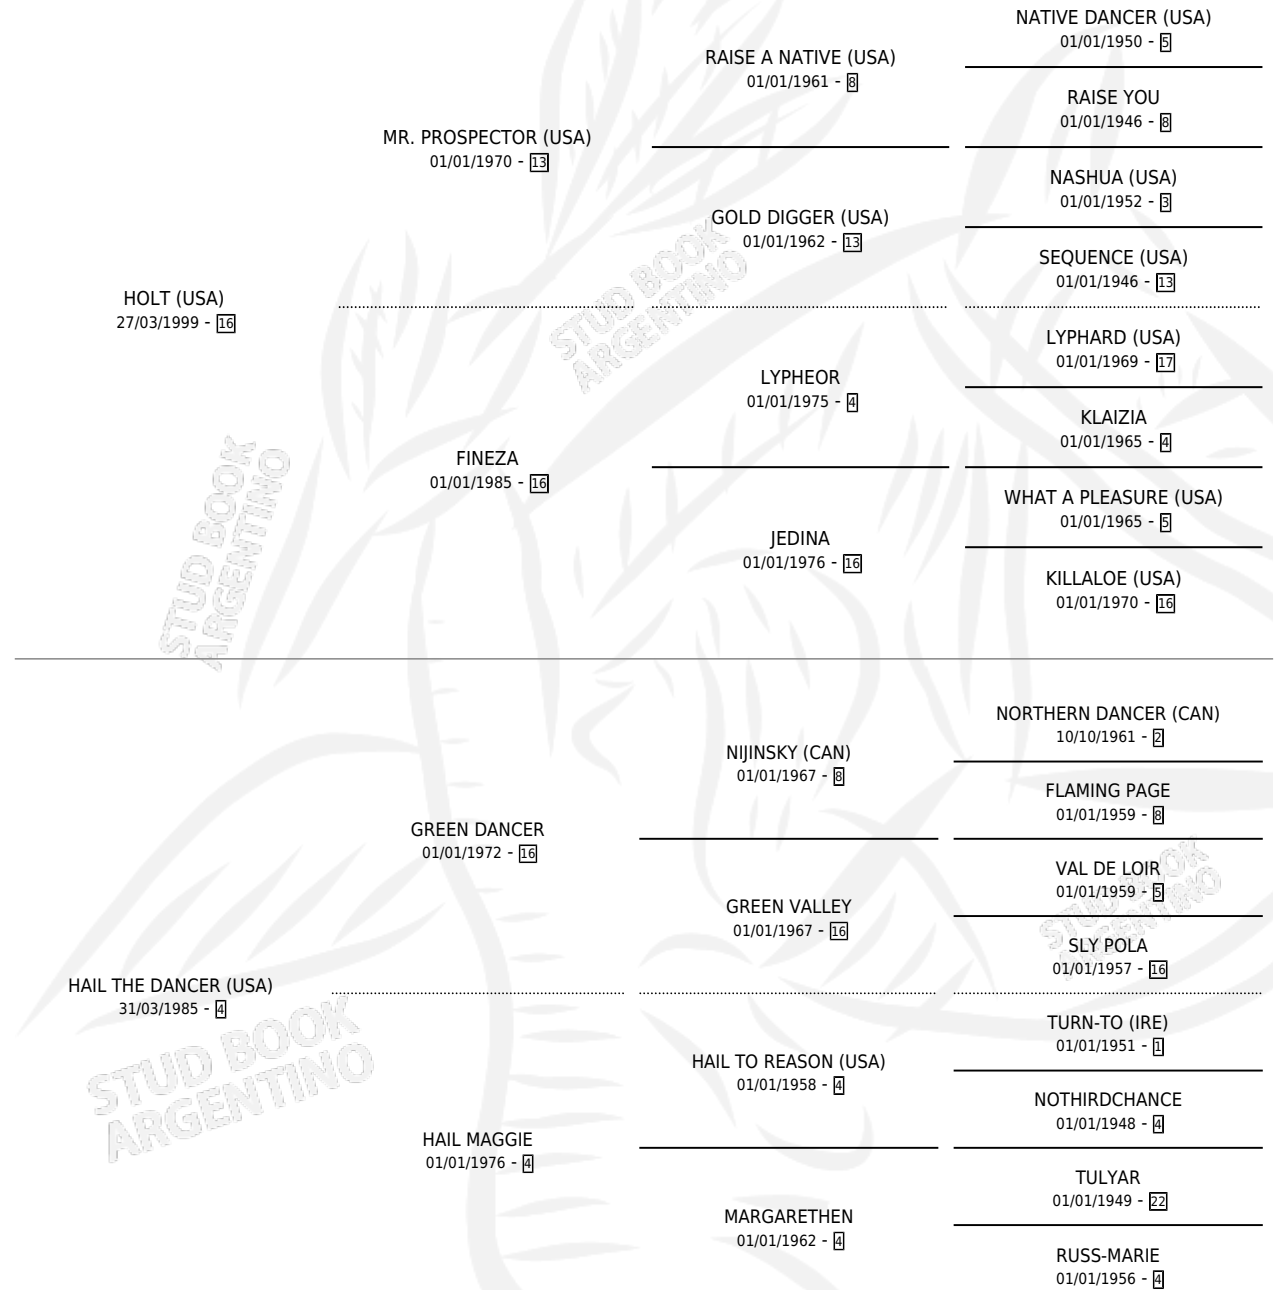 NATIVE DANCER (USA)
01/01/1950 - 5
RAISE A NATIVE (USA)
01/01/1961 - 8
RAISE YOU
01/01/1946 - 8
MR. PROSPECTOR (USA)
01/01/1970 - 13
NASHUA (USA)
01/01/1952 - 3
GOLD DIGGER (USA)
01/01/1962 - 13
SEQUENCE (USA)
01/01/1946 - 13
HOLT (USA)
27/03/1999 - 16
STUD BOOK
ARGENTINO
LYPHARD (USA)
01/01/1969 - 17
LYPHEOR
01/01/1975 - 4
KLAIZIA
01/01/1965 - 4
FINEZA
01/01/1985 - 16
WHAT A PLEASURE (USA)
01/01/1965 - 5
JEDINA
01/01/1976 - 16
KILLALOE (USA)
01/01/1970 - 16
STUD BOOK
ARGENTINO
NORTHERN DANCER (CAN)
10/10/1961 - 2
NIJINSKY (CAN)
01/01/1967 - 8
FLAMING PAGE
01/01/1959 - 8
GREEN DANCER
01/01/1972 - 16
VAL DE LOIR
01/01/1959 - 5
GREEN VALLEY
01/01/1967 - 16
SLY POLA
01/01/1957 - 16
STUD BOOK
ARGENTINO
HAIL THE DANCER (USA)
31/03/1985 - 4
TURN-TO (IRE)
01/01/1951 - 1
HAIL TO REASON (USA)
01/01/1958 - 4
NOTHIRDCHANCE
01/01/1948 - 4
STUD BOOK
ARGENTINO
HAIL MAGGIE
01/01/1976 - 4
TULYAR
01/01/1949 - 22
MARGARETHEN
01/01/1962 - 4
RUSS-MARIE
01/01/1956 - 4